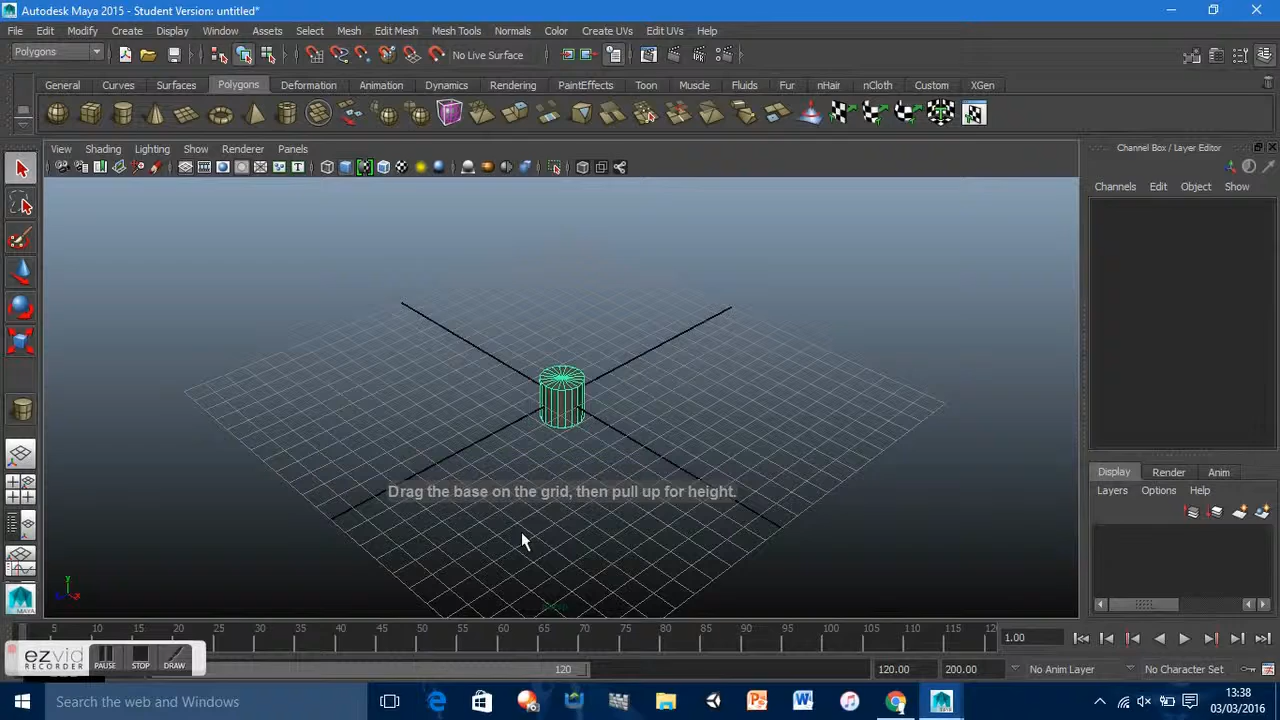 Autodesk Maya 2015 - Student Version: untitled*
File Edit Modify Create Display Window Assets Select Mesh Edit Mesh Mesh Tools Normals Color Create UVs Edit UVs Help
Polygons
No Live Surface
General Curves Surfaces Polygons Deformation Animation Dynamics Rendering PaintEffects Toon Muscle Fluids Fur nHair nCloth Custom XGen
View Shading Lighting Show Renderer Panels
Channel Box / Layer Editor
Channels Edit Object Show
Drag the base on the grid, then pull up for height.
Display Render Anim
Layers Options Help
y
x
persp
MAYA
5 10 15 20 25 30 35 40 45 50 55 60 65 70 75 80 85 90 95 100 105 110 115 12
1.00
ezvid
RECORDER
PAUSE STOP DRAW
120
120.00 200.00 No Anim Layer No Character Set
Search the web and Windows
13:38
03/03/2016